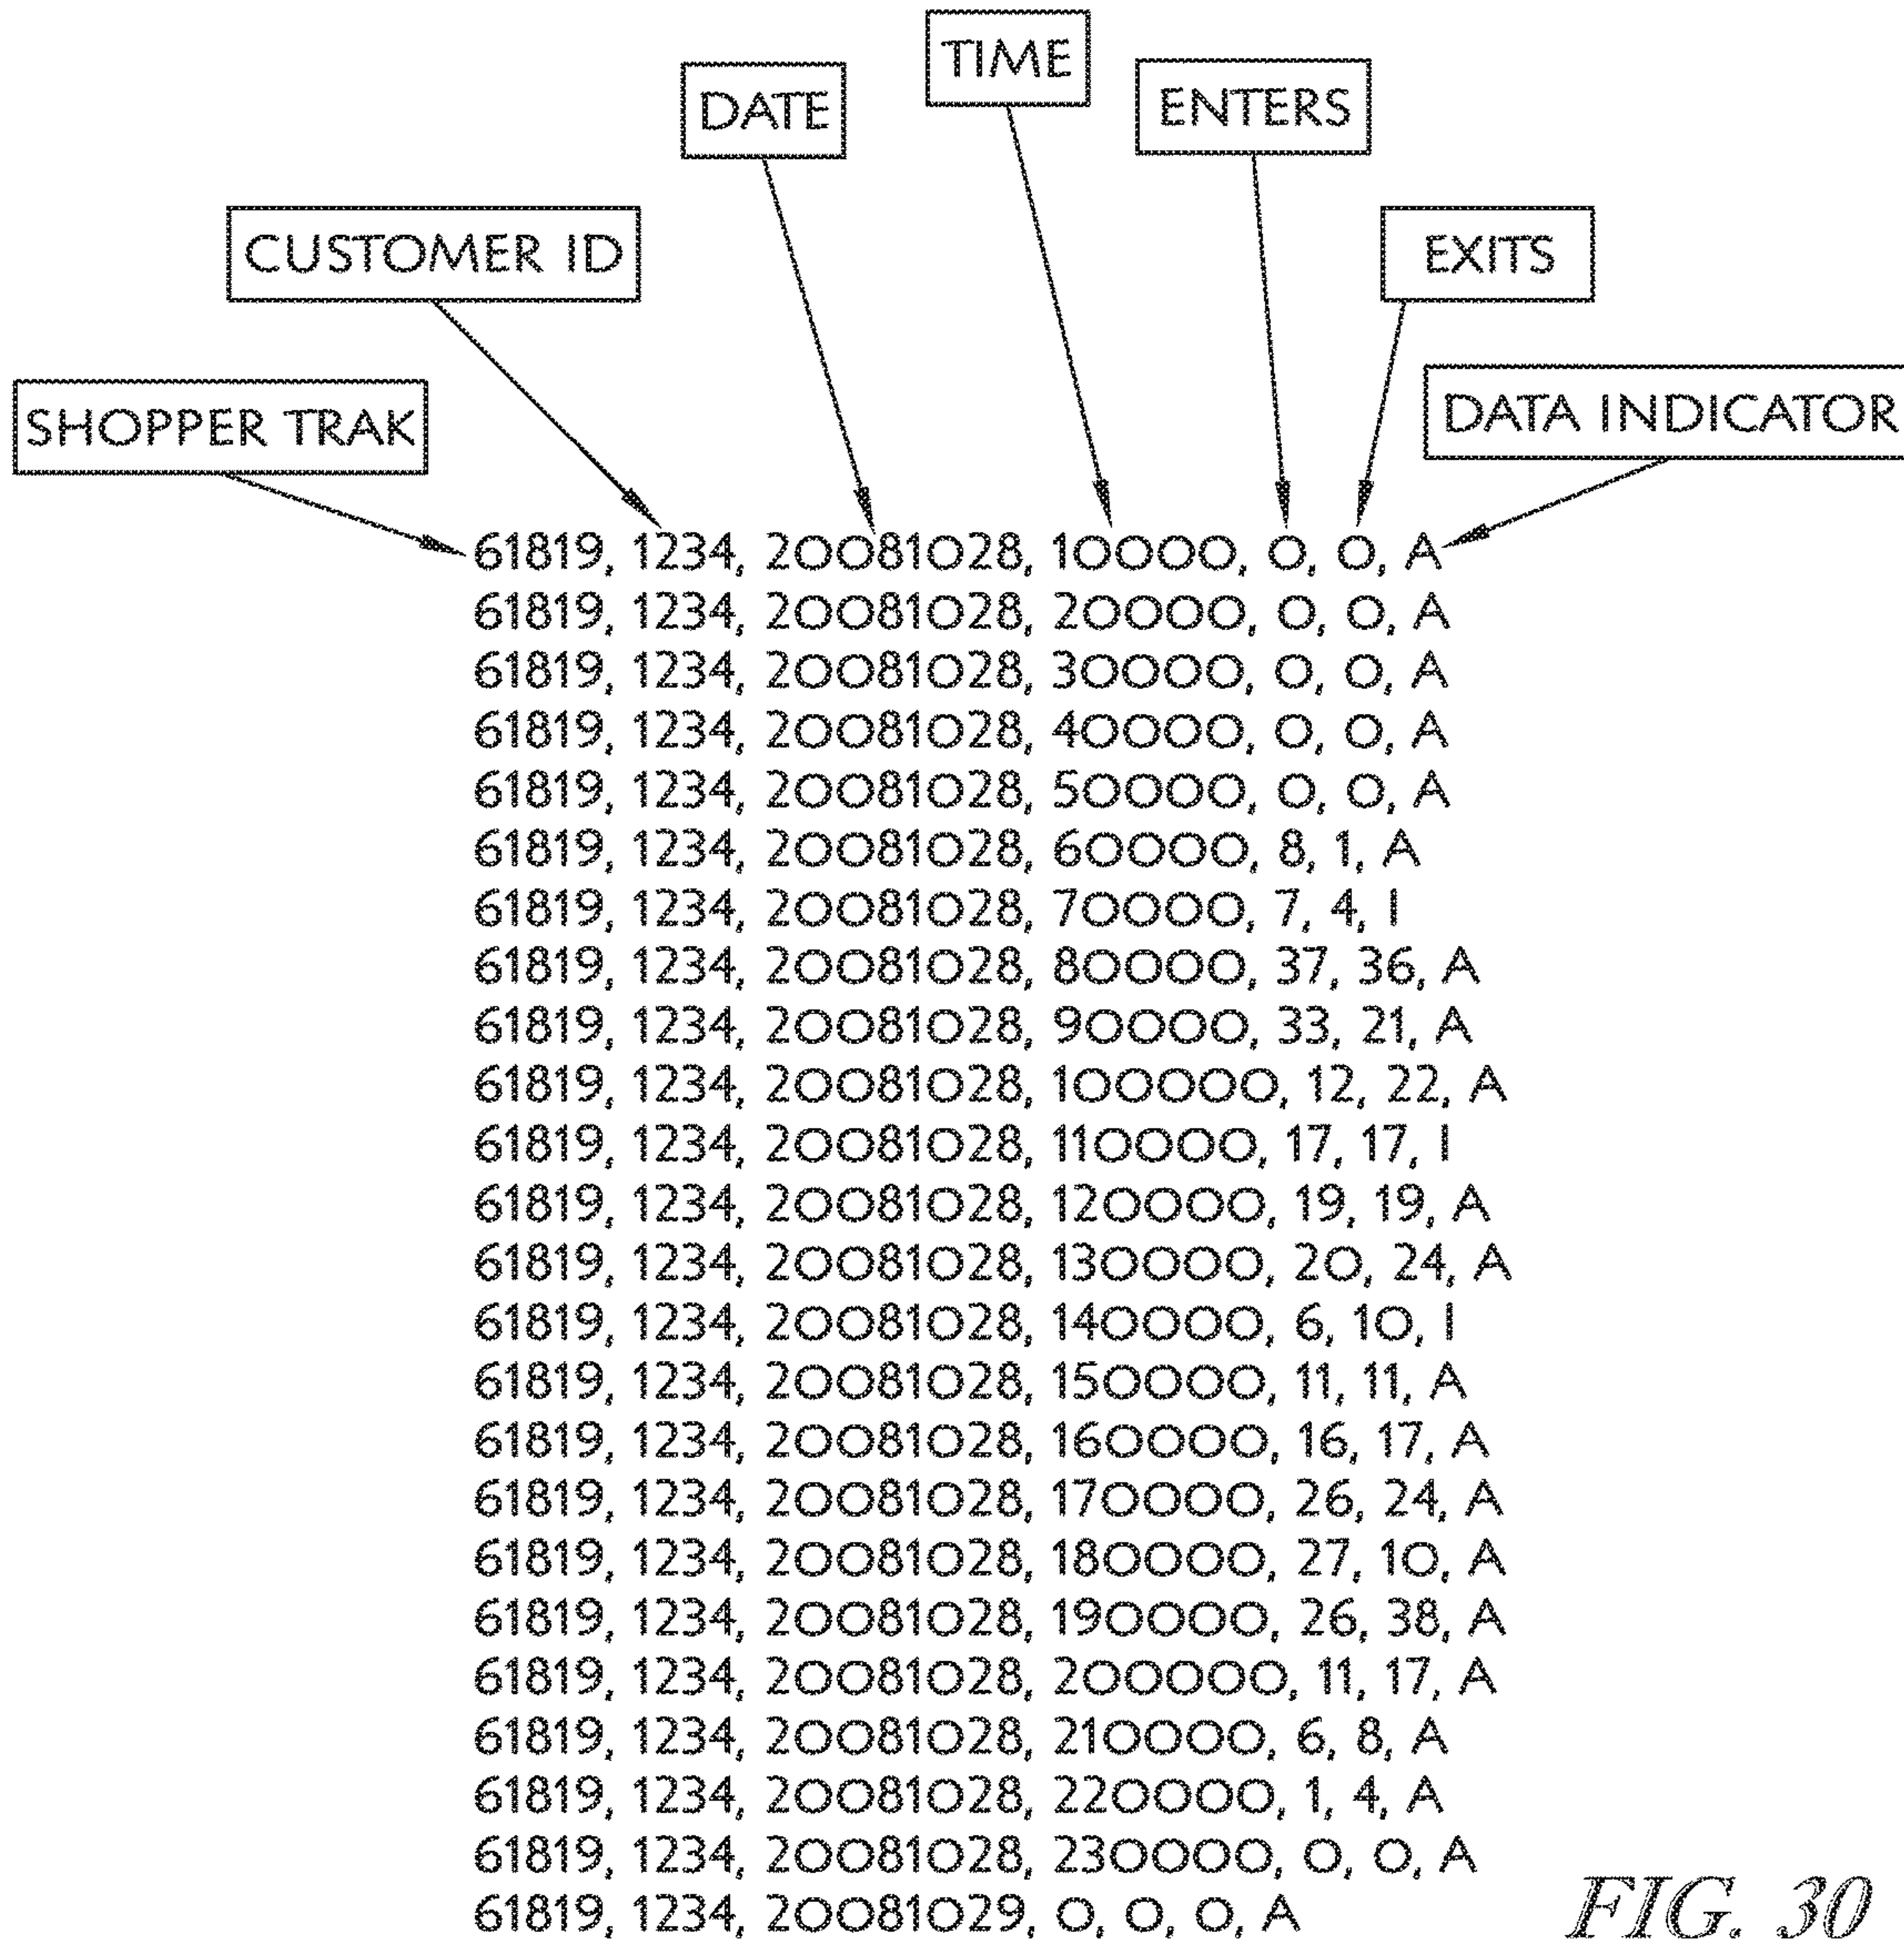 TIME
DATE
ENTERS
CUSTOMER ID
EXITS
SHOPPER TRAK
DATA INDICATOR
61819, 1234, 20081028, 10000, 0, 0, A
61819, 1234, 20081028, 20000, 0, 0, A
61819, 1234, 20081028, 30000, 0, 0, A
61819, 1234, 20081028, 40000, 0, 0, A
61819, 1234, 20081028, 50000, 0, 0, A
61819, 1234, 20081028, 60000, 8, 1, A
61819, 1234, 20081028, 70000, 7, 4, I
61819, 1234, 20081028, 80000, 37, 36, A
61819, 1234, 20081028, 90000, 33, 21, A
61819, 1234, 20081028, 100000, 12, 22, A
61819, 1234, 20081028, 110000, 17, 17, I
61819, 1234, 20081028, 120000, 19, 19, A
61819, 1234, 20081028, 130000, 20, 24, A
61819, 1234, 20081028, 140000, 6, 10, I
61819, 1234, 20081028, 150000, 11, 11, A
61819, 1234, 20081028, 160000, 16, 17, A
61819, 1234, 20081028, 170000, 26, 24, A
61819, 1234, 20081028, 180000, 27, 10, A
61819, 1234, 20081028, 190000, 26, 38, A
61819, 1234, 20081028, 200000, 11, 17, A
61819, 1234, 20081028, 210000, 6, 8, A
61819, 1234, 20081028, 220000, 1, 4, A
61819, 1234, 20081028, 230000, 0, 0, A
61819, 1234, 20081029, 0, 0, 0, A
FIG. 30